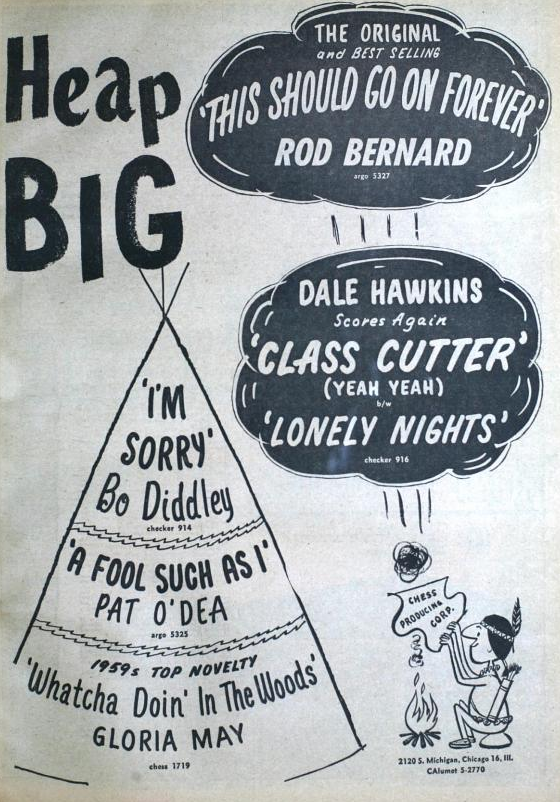 Heap
BIG
THE ORIGINAL
and BEST SELLING
'THIS SHOULD GO ON FOREVER'
ROD BERNARD
argo 5327
DALE HAWKINS
Scores Again
'CLASS CUTTER'
(YEAH YEAH)
b/w
'LONELY NIGHTS'
checker 916
'I'M
SORRY'
Bo Diddley
checker 914
'A FOOL SUCH AS I'
PAT O'DEA
argo 5325
1959s TOP NOVELTY
'Whatcha Doin' In The Woods'
GLORIA MAY
chess 1719
CHESS
PRODUCING
CORP.
2120 S. Michigan, Chicago 16, Ill.
CAlumet 5-2770